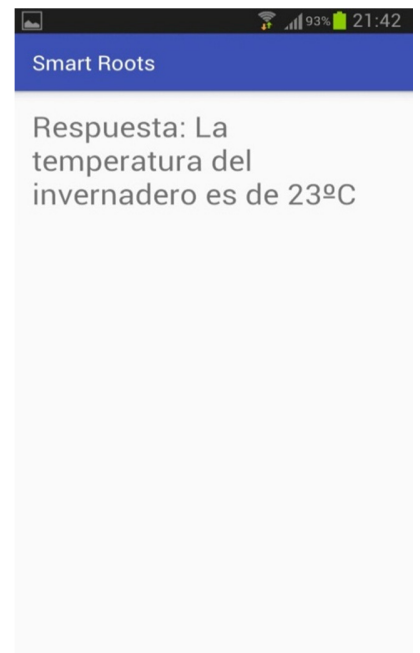 93% 21:42
Smart Roots
Respuesta: La
temperatura del
invernadero es de 23ºC